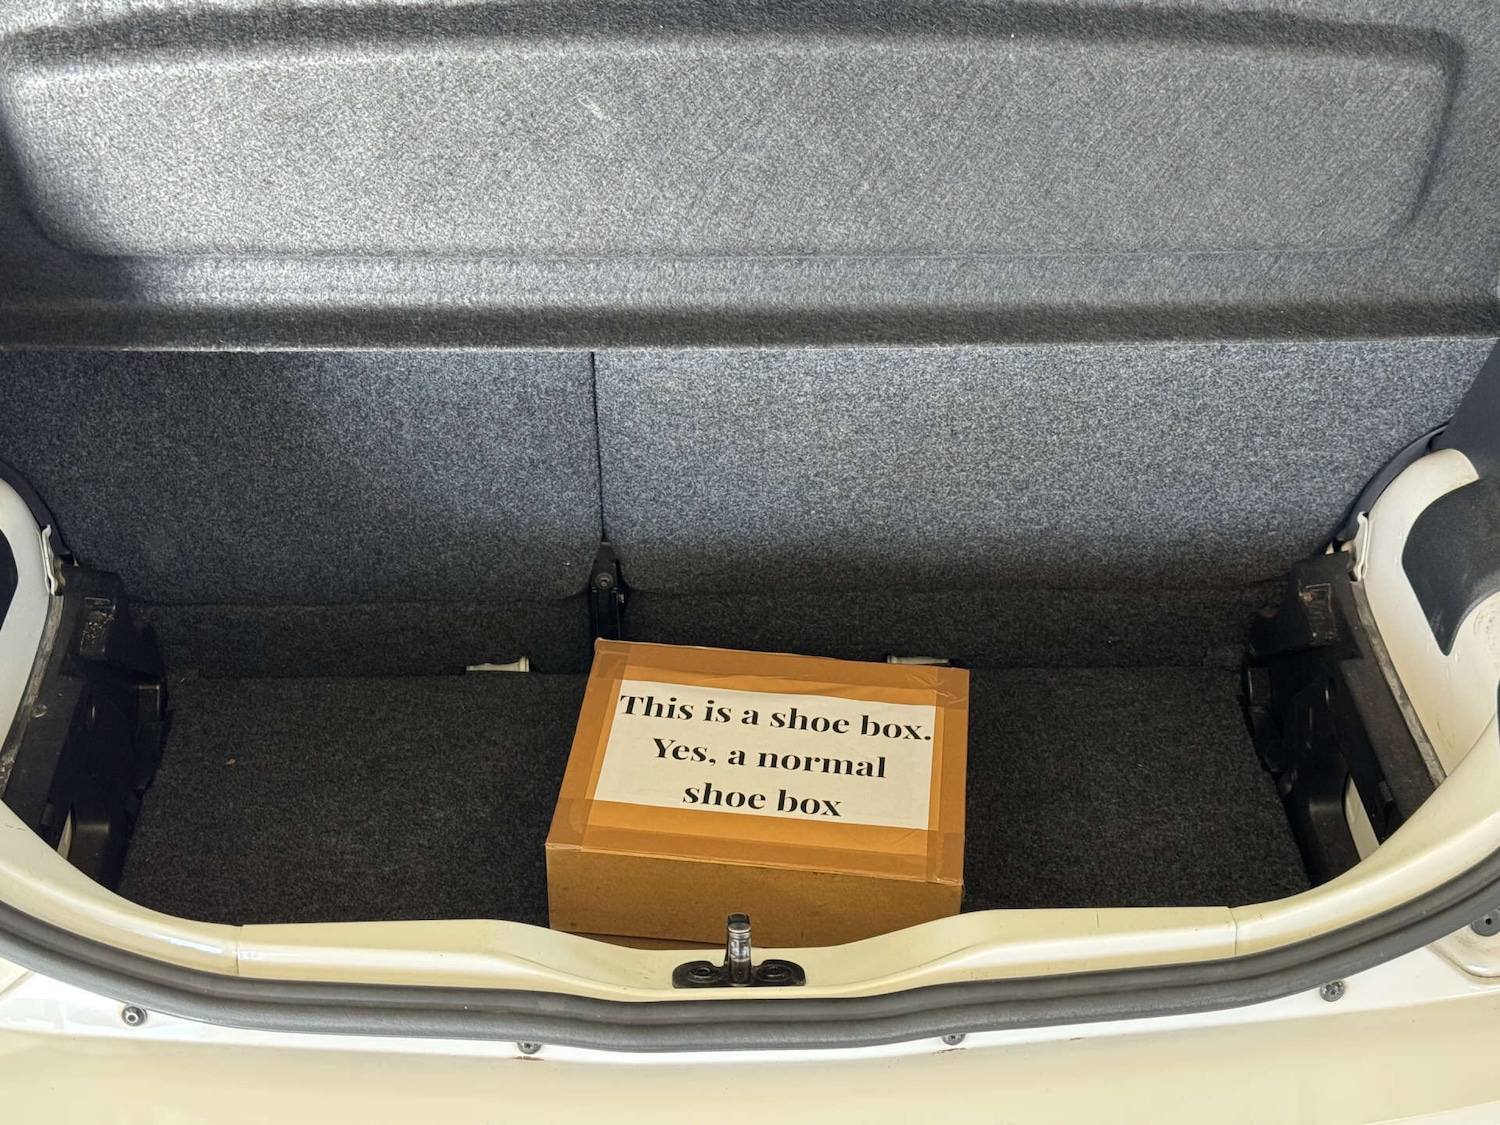 This is a shoe box.
Yes, a normal
shoe box